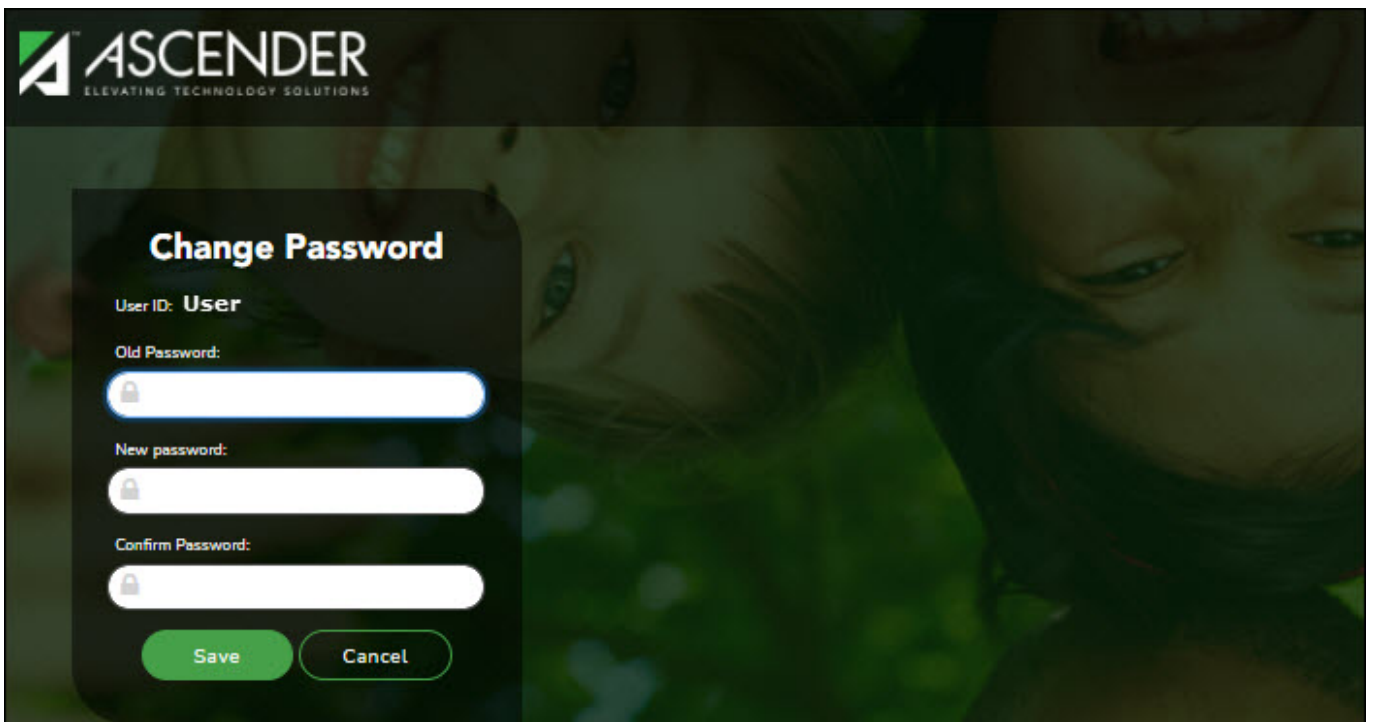 ASCENDER
ELEVATING TECHNOLOGY SOLUTIONS
Change Password
User ID: User
Old Password:
New password:
Confirm Password:
Save Cancel